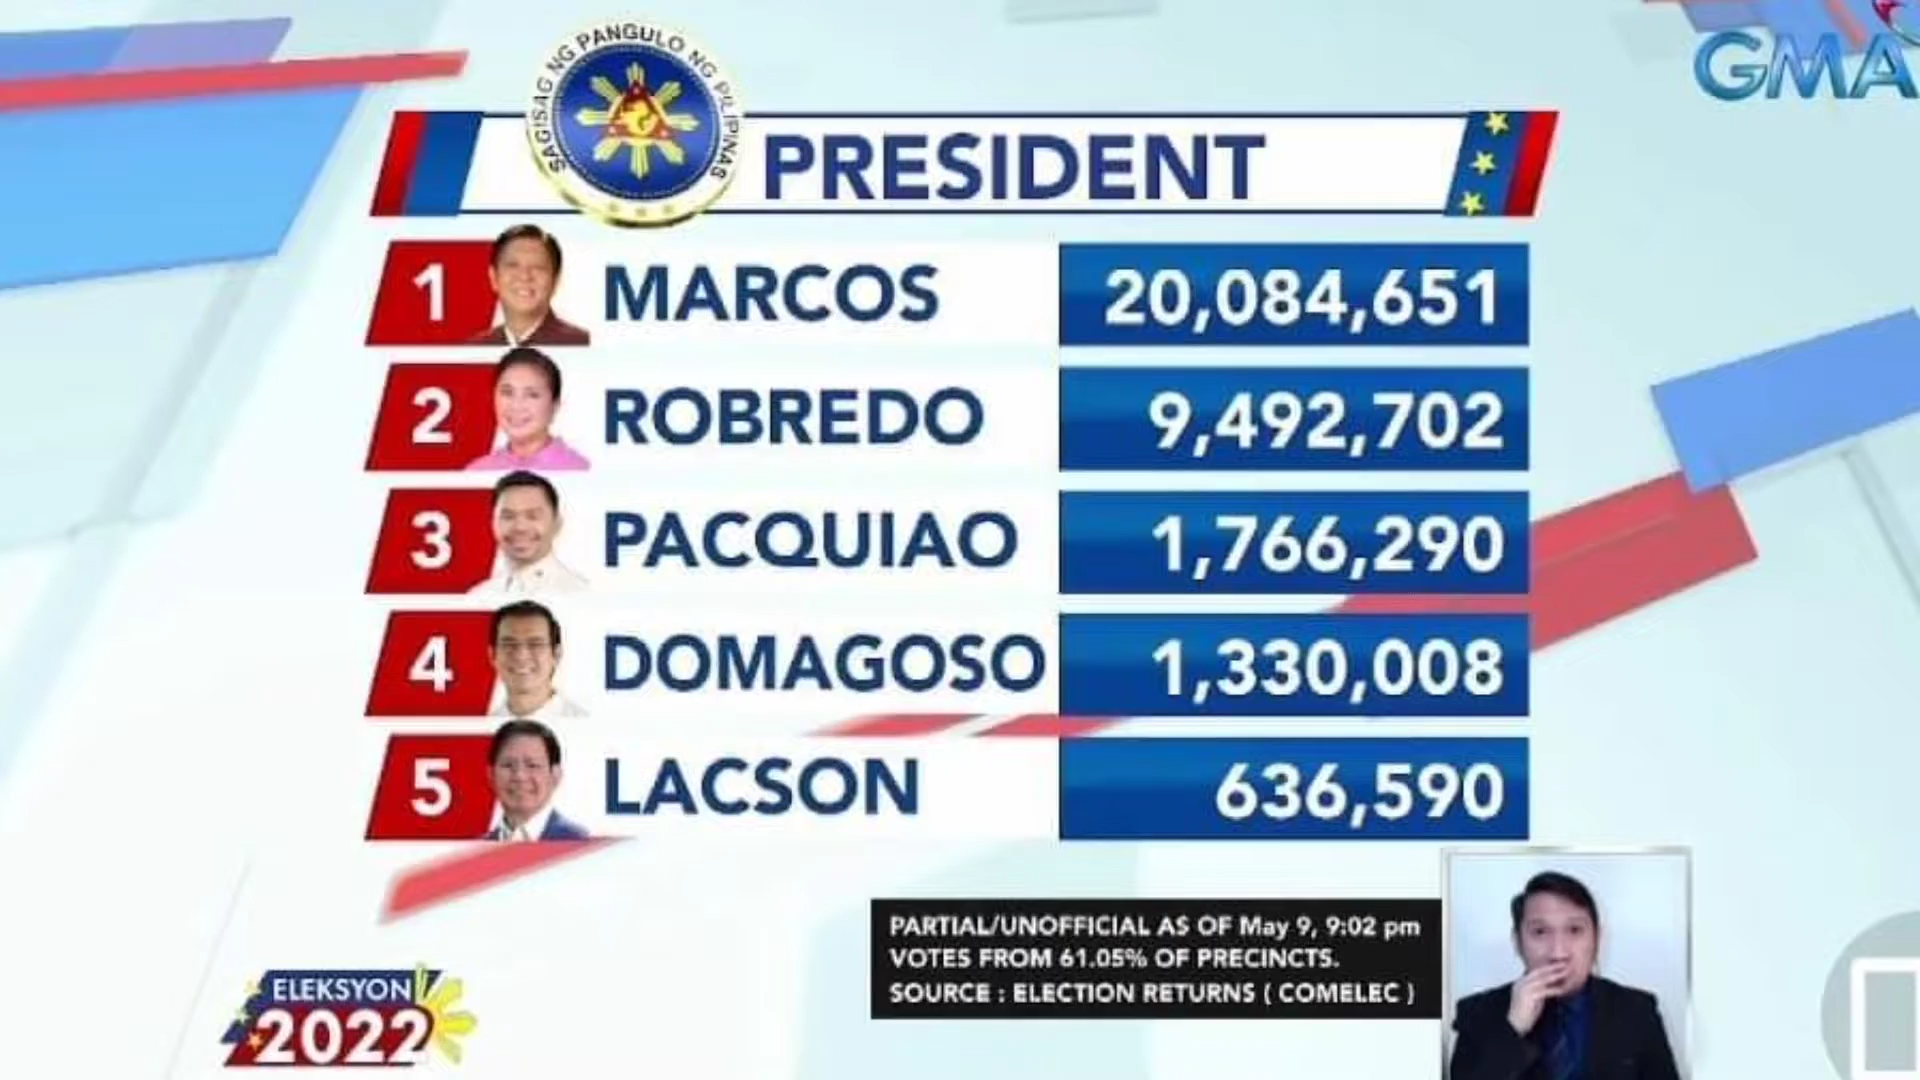 SAGISAG NG PANGULO NG PILIPINAS
GMA
PRESIDENT
1 MARCOS 20,084,651
2 ROBREDO 9,492,702
3 PACQUIAO 1,766,290
4 DOMAGOSO 1,330,008
5 LACSON 636,590
PARTIAL/UNOFFICIAL AS OF May 9, 9:02 pm
VOTES FROM 61.05% OF PRECINCTS.
SOURCE : ELECTION RETURNS ( COMELEC )
ELEKSYON
2022